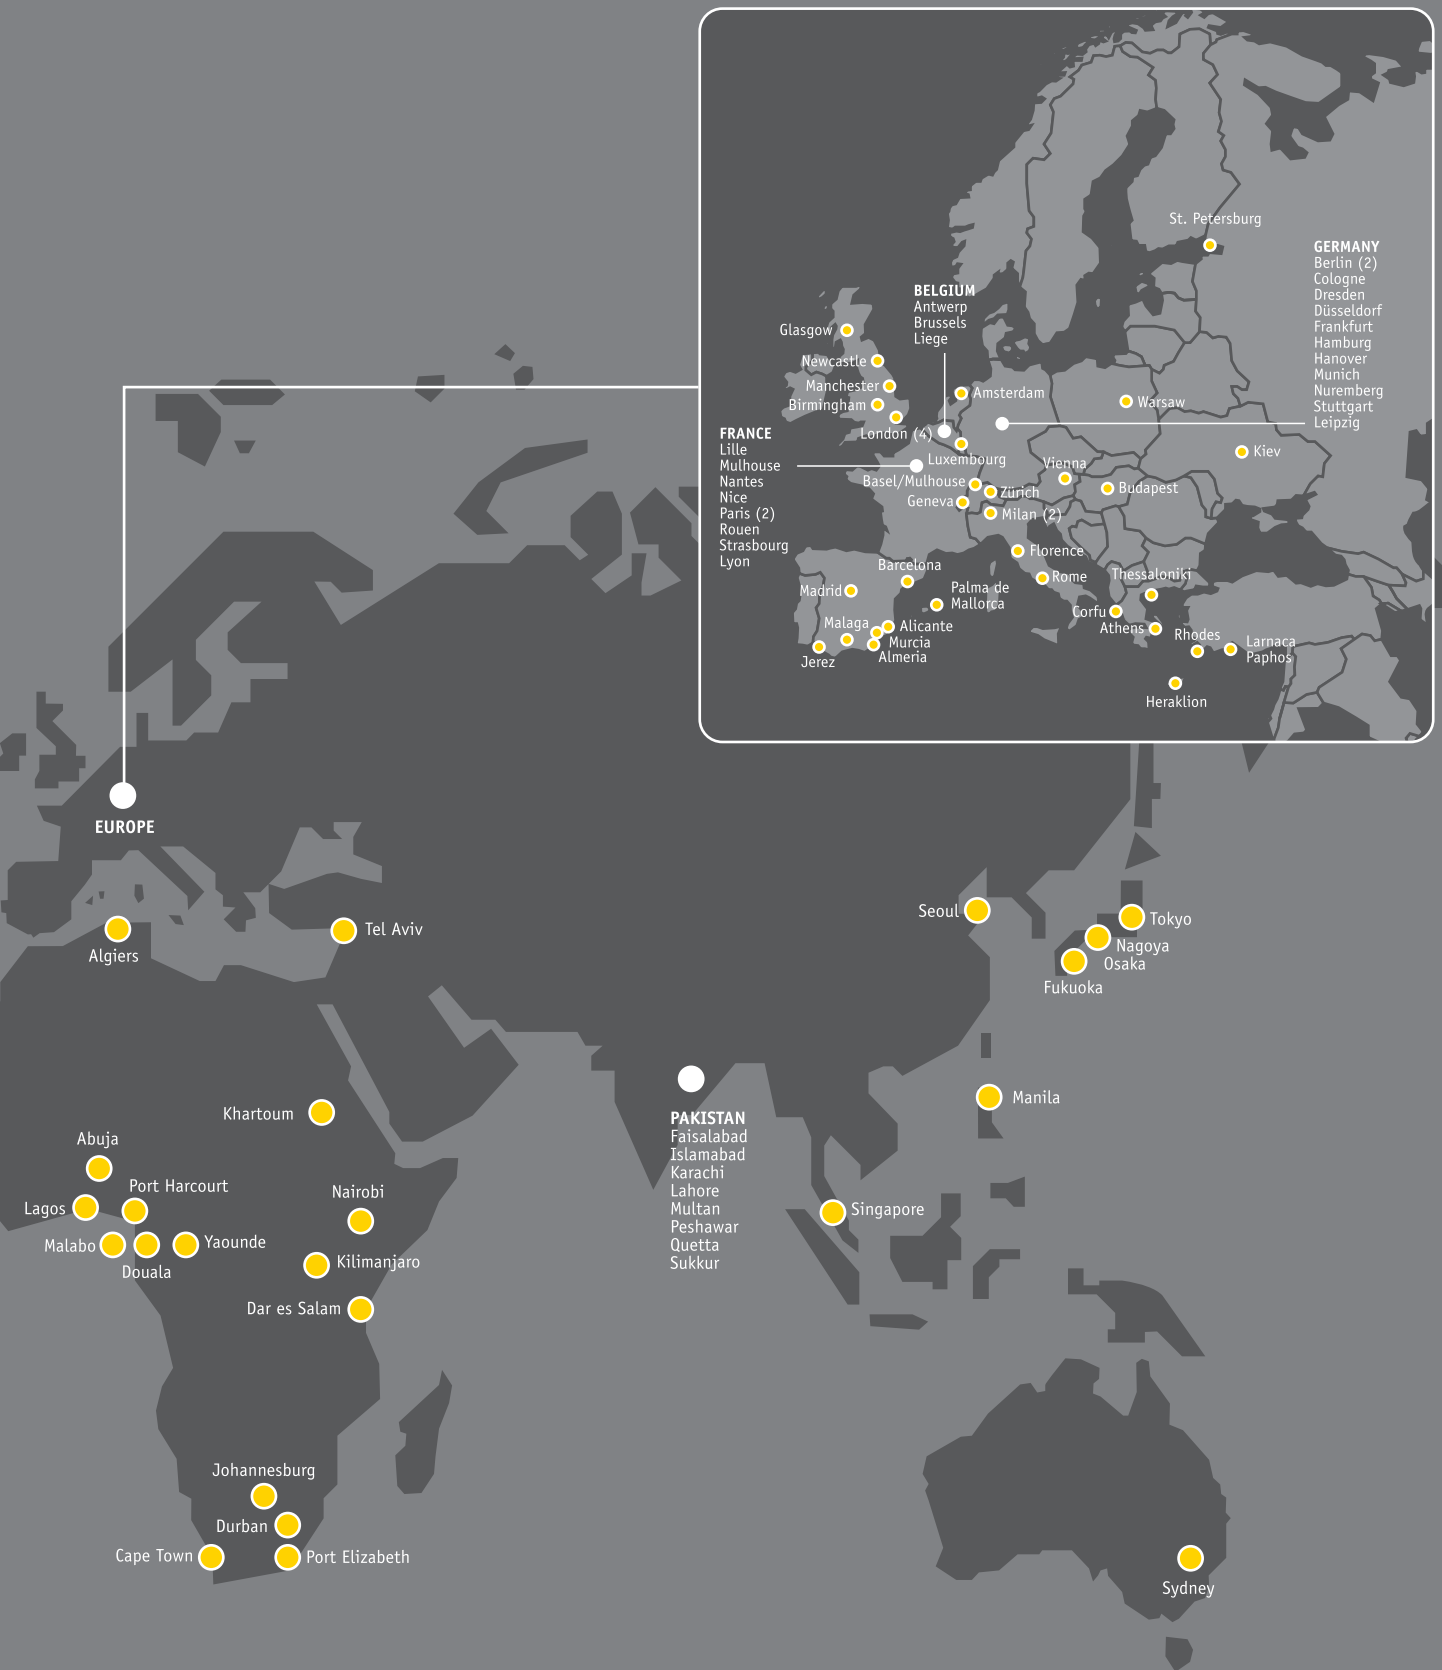 St. Petersburg
GERMANY
Berlin (2)
Cologne
Dresden
Düsseldorf
Frankfurt
Hamburg
Hanover
Munich
Nuremberg
Stuttgart
Leipzig
BELGIUM
Antwerp
Brussels
Liege
Glasgow
Newcastle
Manchester
Birmingham
London (4)
Amsterdam
Warsaw
FRANCE
Lille
Mulhouse
Nantes
Nice
Paris (2)
Rouen
Strasbourg
Lyon
Luxembourg
Vienna
Kiev
Basel/Mulhouse
Zürich
Budapest
Geneva
Milan (2)
Florence
Barcelona
Rome
Thessaloniki
Madrid
Palma de
Mallorca
Corfu
Malaga
Alicante
Athens
Murcia
Rhodes
Larnaca
Paphos
Jerez
Almeria
Heraklion
EUROPE
Algiers
Tel Aviv
Seoul
Tokyo
Nagoya
Osaka
Fukuoka
Khartoum
Manila
PAKISTAN
Faisalabad
Islamabad
Karachi
Lahore
Multan
Peshawar
Quetta
Sukkur
Abuja
Port Harcourt
Nairobi
Lagos
Singapore
Malabo
Yaounde
Douala
Kilimanjaro
Dar es Salam
Johannesburg
Durban
Cape Town
Port Elizabeth
Sydney